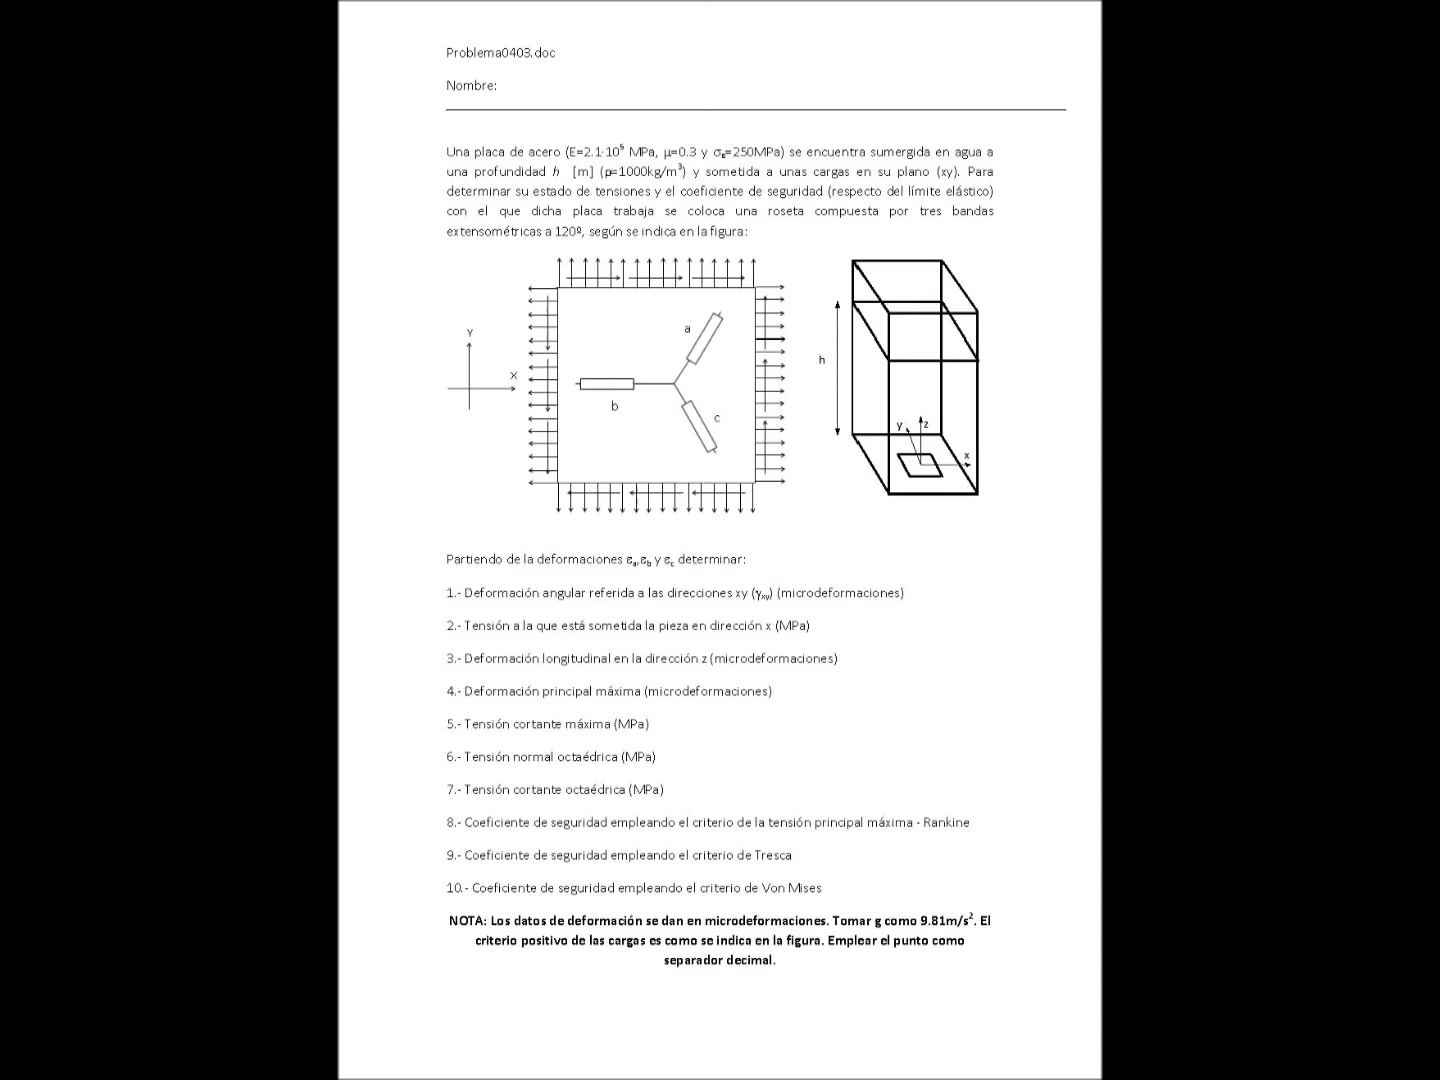 Problema0403.doc
Nombre:
Una placa de acero (E=2.1·10⁵ MPa, μ=0.3 y σₑ=250MPa) se encuentra sumergida en agua a
una profundidad h [m] (ρ=1000kg/m³) y sometida a unas cargas en su plano (xy). Para
determinar su estado de tensiones y el coeficiente de seguridad (respecto del límite elástico)
con el que dicha placa trabaja se coloca una roseta compuesta por tres bandas
extensométricas a 120º, según se indica en la figura:
Y
X
a
b
c
h
y
z
x
Partiendo de la deformaciones εa,εb y εc determinar:
1.- Deformación angular referida a las direcciones xy (γxy) (microdeformaciones)
2.- Tensión a la que está sometida la pieza en dirección x (MPa)
3.- Deformación longitudinal en la dirección z (microdeformaciones)
4.- Deformación principal máxima (microdeformaciones)
5.- Tensión cortante máxima (MPa)
6.- Tensión normal octaédrica (MPa)
7.- Tensión cortante octaédrica (MPa)
8.- Coeficiente de seguridad empleando el criterio de la tensión principal máxima - Rankine
9.- Coeficiente de seguridad empleando el criterio de Tresca
10.- Coeficiente de seguridad empleando el criterio de Von Mises
NOTA: Los datos de deformación se dan en microdeformaciones. Tomar g como 9.81m/s². El
criterio positivo de las cargas es como se indica en la figura. Emplear el punto como
separador decimal.